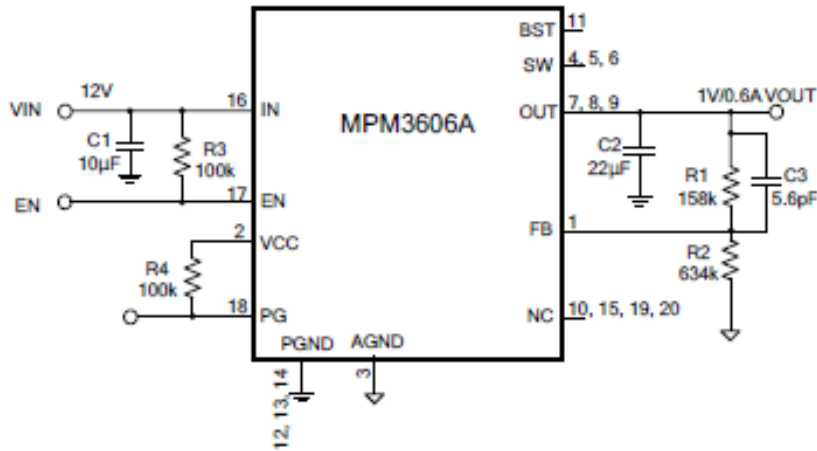 BST
11
SW
4, 5, 6
12V
1V/0.6A VOUT
VIN
16
IN
OUT
7, 8, 9
MPM3606A
C1
10µF
R3
100k
C2
22µF
R1
158k
C3
5.6pF
EN
17
EN
FB
1
2
VCC
R2
634k
R4
100k
18
PG
NC
10, 15, 19, 20
PGND
AGND
12, 13, 14
3